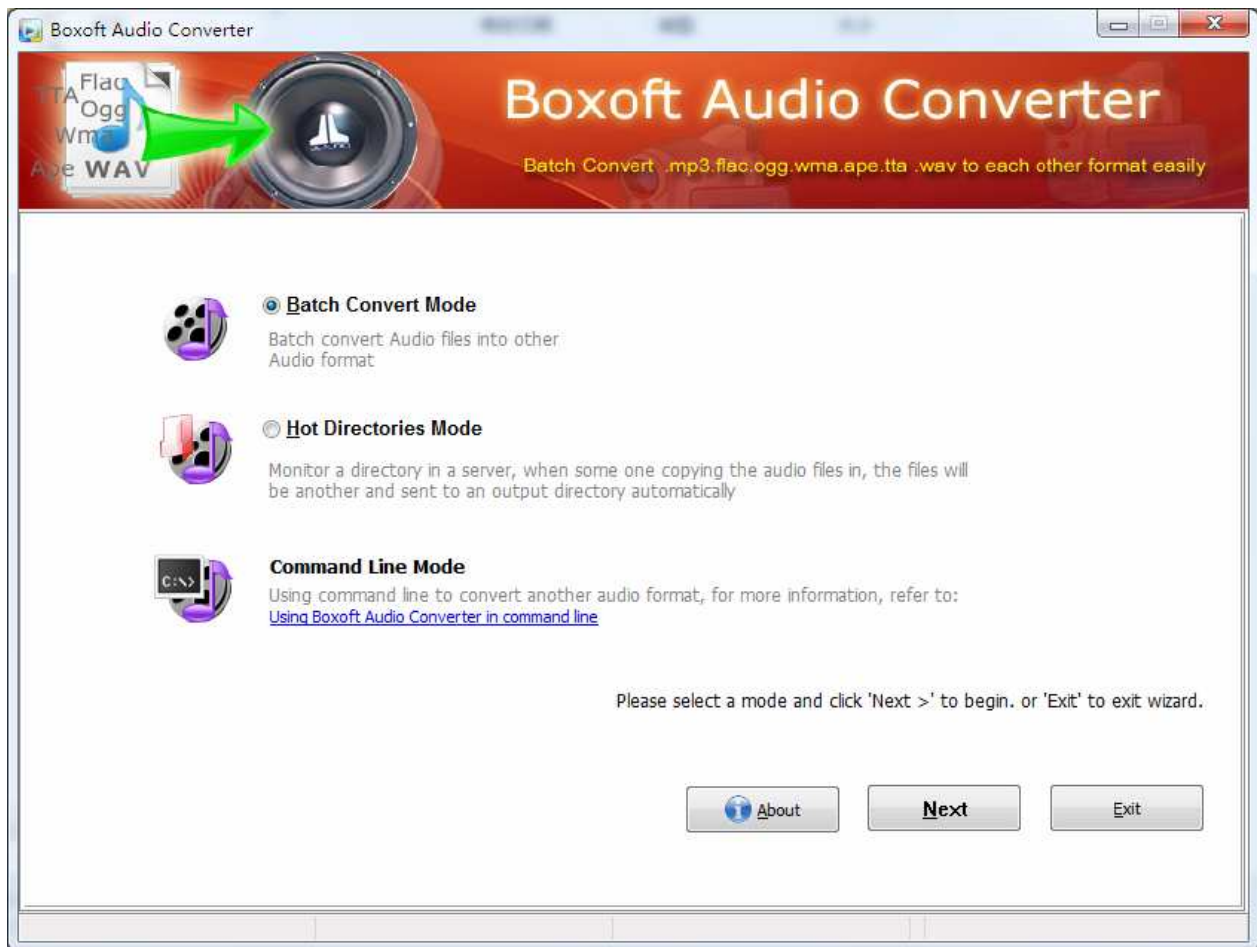 Boxoft Audio Converter
Flac
TTA
Ogg
Wma
Ape WAV
Boxoft Audio Converter
Batch Convert .mp3.flac.ogg.wma.ape.tta .wav to each other format easily
Batch Convert Mode
Batch convert Audio files into other
Audio format
Hot Directories Mode
Monitor a directory in a server, when some one copying the audio files in, the files will
be another and sent to an output directory automatically
C:\>
Command Line Mode
Using command line to convert another audio format, for more information, refer to:
Using Boxoft Audio Converter in command line
Please select a mode and click 'Next >' to begin. or 'Exit' to exit wizard.
About
Next
Exit